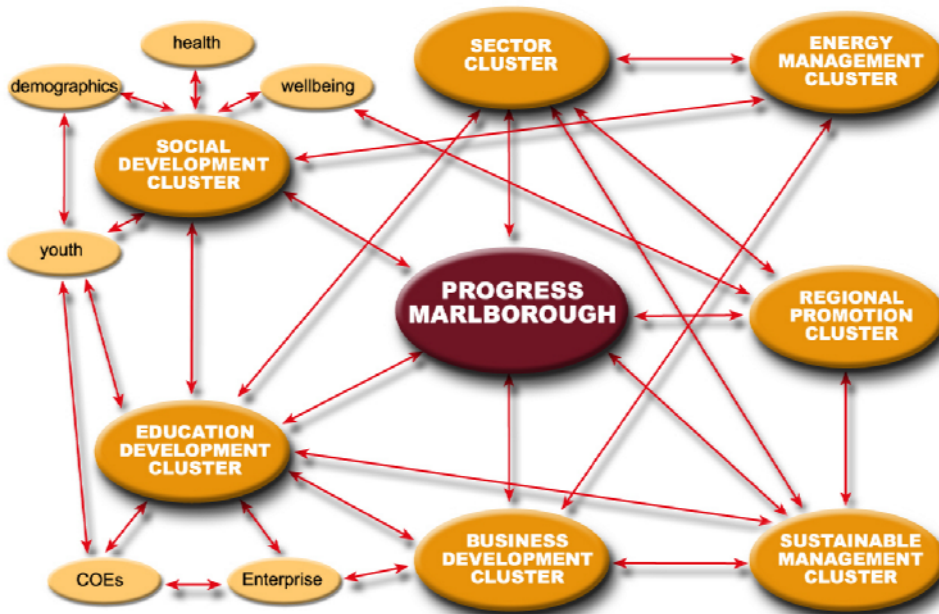 health
demographics
wellbeing
SECTOR
CLUSTER
ENERGY
MANAGEMENT
CLUSTER
SOCIAL
DEVELOPMENT
CLUSTER
youth
PROGRESS
MARLBOROUGH
REGIONAL
PROMOTION
CLUSTER
EDUCATION
DEVELOPMENT
CLUSTER
COEs
Enterprise
BUSINESS
DEVELOPMENT
CLUSTER
SUSTAINABLE
MANAGEMENT
CLUSTER